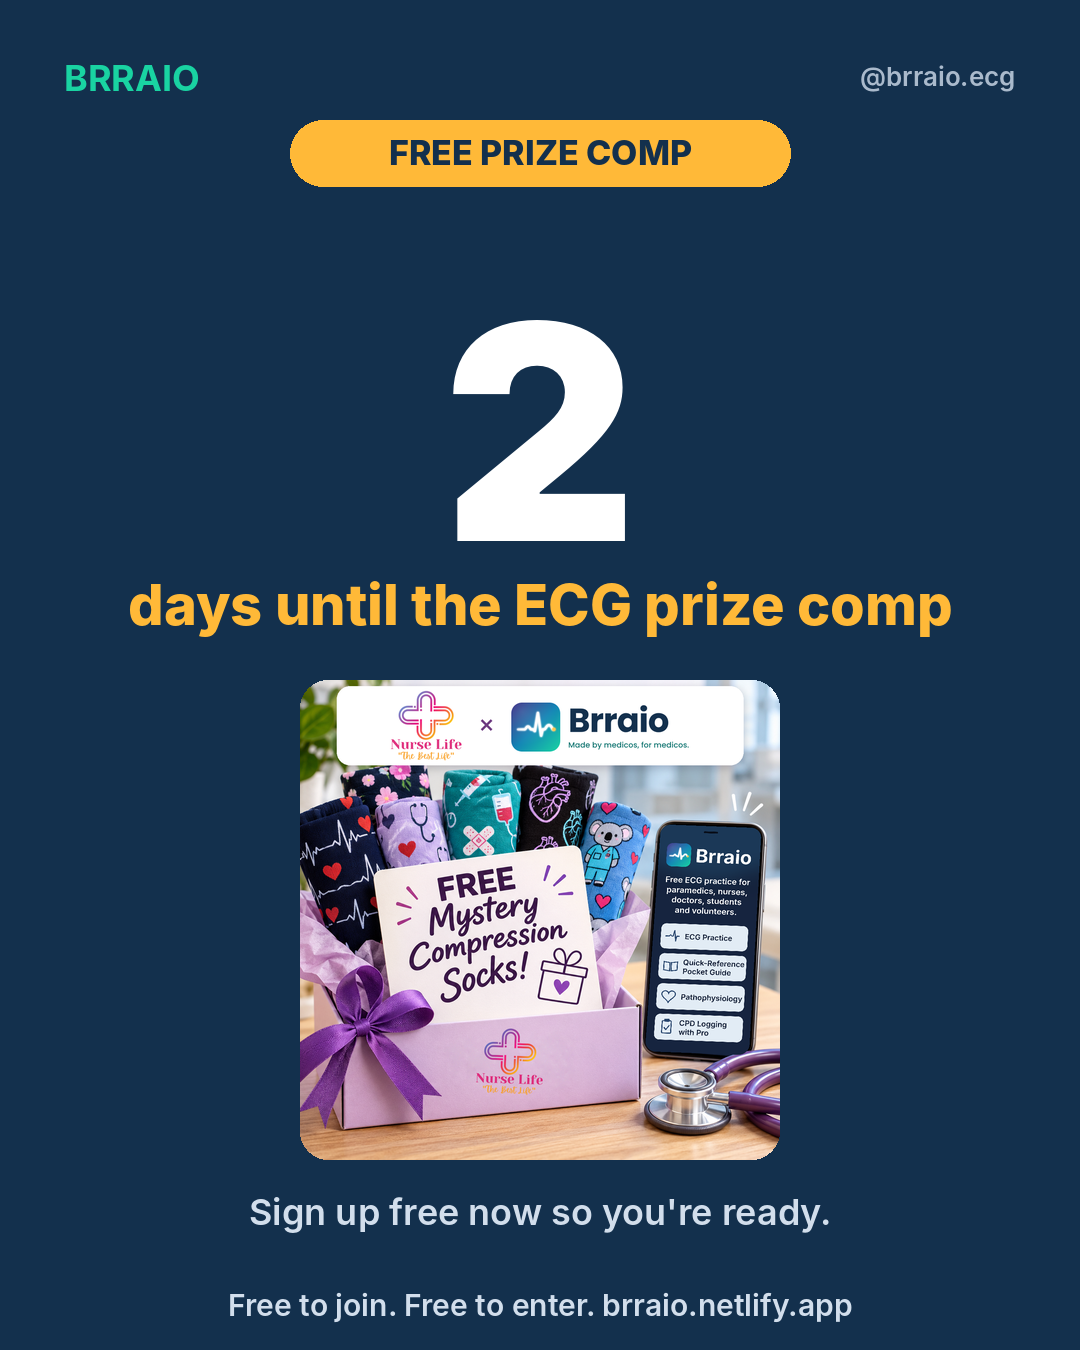 BRRAIO
@brraio.ecg
FREE PRIZE COMP
2
days until the ECG prize comp
Nurse Life
"The Best Life"
×
Brraio
Made by medicos, for medicos.
FREE
Mystery
Compression
Socks!
Nurse Life
"The Best Life"
Brraio
Free ECG practice for
paramedics, nurses,
doctors, students
and volunteers.
ECG Practice
Quick-Reference
Pocket Guide
Pathophysiology
CPD Logging
with Pro
Sign up free now so you're ready.
Free to join. Free to enter. brraio.netlify.app